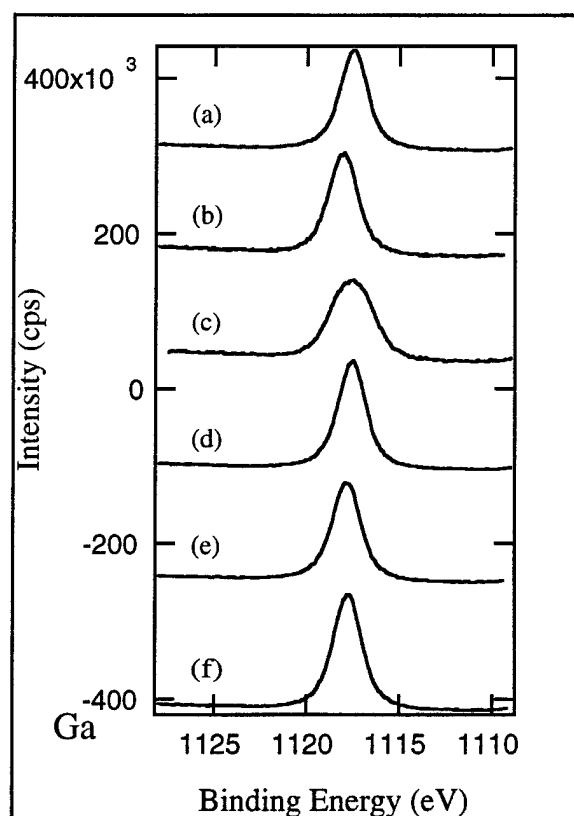 400x10 3
(a)
(b)
200
(c)
0
(d)
-200
(e)
(f)
-400
Intensity (cps)
Ga
1125 1120 1115 1110
Binding Energy (eV)